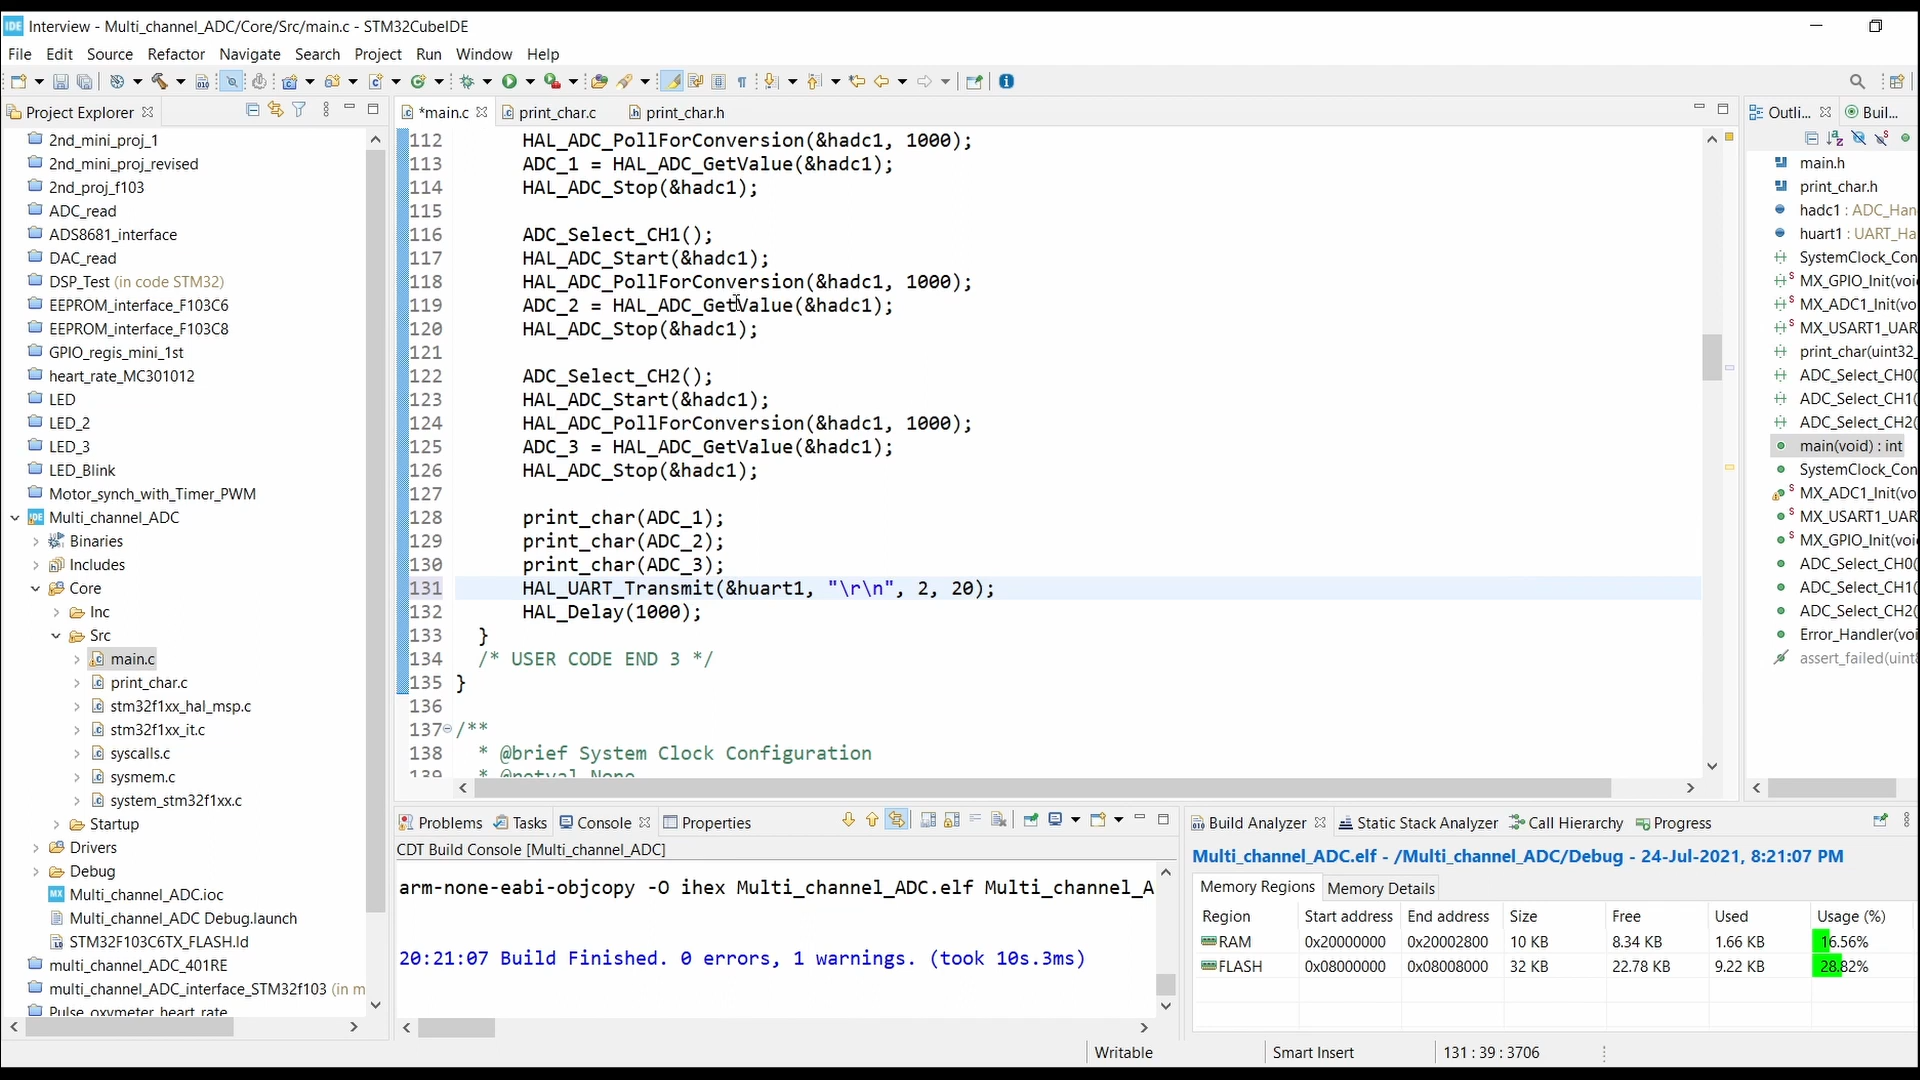 IDE Interview - Multi_channel_ADC/Core/Src/main.c - STM32CubeIDE
File Edit Source Refactor Navigate Search Project Run Window Help
Project Explorer
2nd_mini_proj_1
2nd_mini_proj_revised
2nd_proj_f103
ADC_read
ADS8681_interface
DAC_read
DSP_Test (in code STM32)
EEPROM_interface_F103C6
EEPROM_interface_F103C8
GPIO_regis_mini_1st
heart_rate_MC301012
LED
LED_2
LED_3
LED_Blink
Motor_synch_with_Timer_PWM
Multi_channel_ADC
Binaries
Includes
Core
Inc
Src
main.c
print_char.c
stm32f1xx_hal_msp.c
stm32f1xx_it.c
syscalls.c
sysmem.c
system_stm32f1xx.c
Startup
Drivers
Debug
Multi_channel_ADC.ioc
Multi_channel_ADC Debug.launch
STM32F103C6TX_FLASH.ld
multi_channel_ADC_401RE
multi_channel_ADC_interface_STM32f103 (in m
Pulse_oxymeter_heart_rate
*main.c print_char.c print_char.h
112 HAL_ADC_PollForConversion(&hadc1, 1000);
113 ADC_1 = HAL_ADC_GetValue(&hadc1);
114 HAL_ADC_Stop(&hadc1);
115
116 ADC_Select_CH1();
117 HAL_ADC_Start(&hadc1);
118 HAL_ADC_PollForConversion(&hadc1, 1000);
119 ADC_2 = HAL_ADC_GetValue(&hadc1);
120 HAL_ADC_Stop(&hadc1);
121
122 ADC_Select_CH2();
123 HAL_ADC_Start(&hadc1);
124 HAL_ADC_PollForConversion(&hadc1, 1000);
125 ADC_3 = HAL_ADC_GetValue(&hadc1);
126 HAL_ADC_Stop(&hadc1);
127
128 print_char(ADC_1);
129 print_char(ADC_2);
130 print_char(ADC_3);
131 HAL_UART_Transmit(&huart1, "\r\n", 2, 20);
132 HAL_Delay(1000);
133 }
134 /* USER CODE END 3 */
135 }
136
137 /**
138 * @brief System Clock Configuration
139 * @retval None
Outli... Buil...
main.h
print_char.h
hadc1 : ADC_Han
huart1 : UART_Ha
SystemClock_Con
MX_GPIO_Init(voi
MX_ADC1_Init(vo
MX_USART1_UAR
print_char(uint32_
ADC_Select_CH0(
ADC_Select_CH1(
ADC_Select_CH2(
main(void) : int
SystemClock_Con
MX_ADC1_Init(vo
MX_USART1_UAR
MX_GPIO_Init(voi
ADC_Select_CH0(
ADC_Select_CH1(
ADC_Select_CH2(
Error_Handler(voi
assert_failed(uint8
Problems Tasks Console Properties
CDT Build Console [Multi_channel_ADC]
arm-none-eabi-objcopy -O ihex Multi_channel_ADC.elf Multi_channel_A
20:21:07 Build Finished. 0 errors, 1 warnings. (took 10s.3ms)
Build Analyzer Static Stack Analyzer Call Hierarchy Progress
Multi_channel_ADC.elf - /Multi_channel_ADC/Debug - 24-Jul-2021, 8:21:07 PM
Memory Regions Memory Details
Region Start address End address Size Free Used Usage (%)
RAM 0x20000000 0x20002800 10 KB 8.34 KB 1.66 KB 16.56%
FLASH 0x08000000 0x08008000 32 KB 22.78 KB 9.22 KB 28.82%
Writable Smart Insert 131 : 39 : 3706